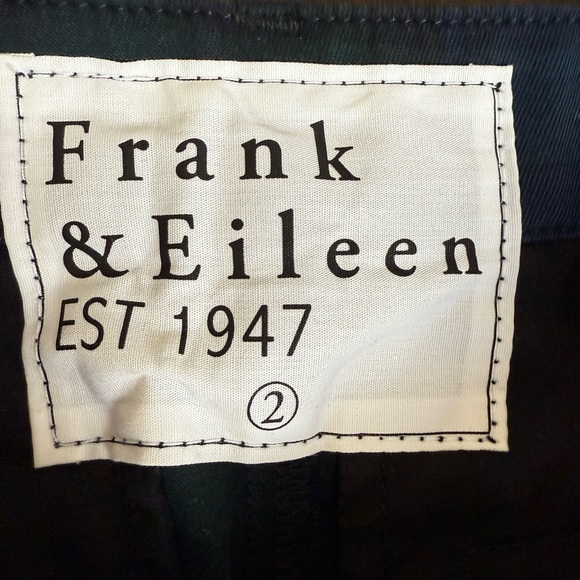 Frank
& Eileen
EST 1947
2